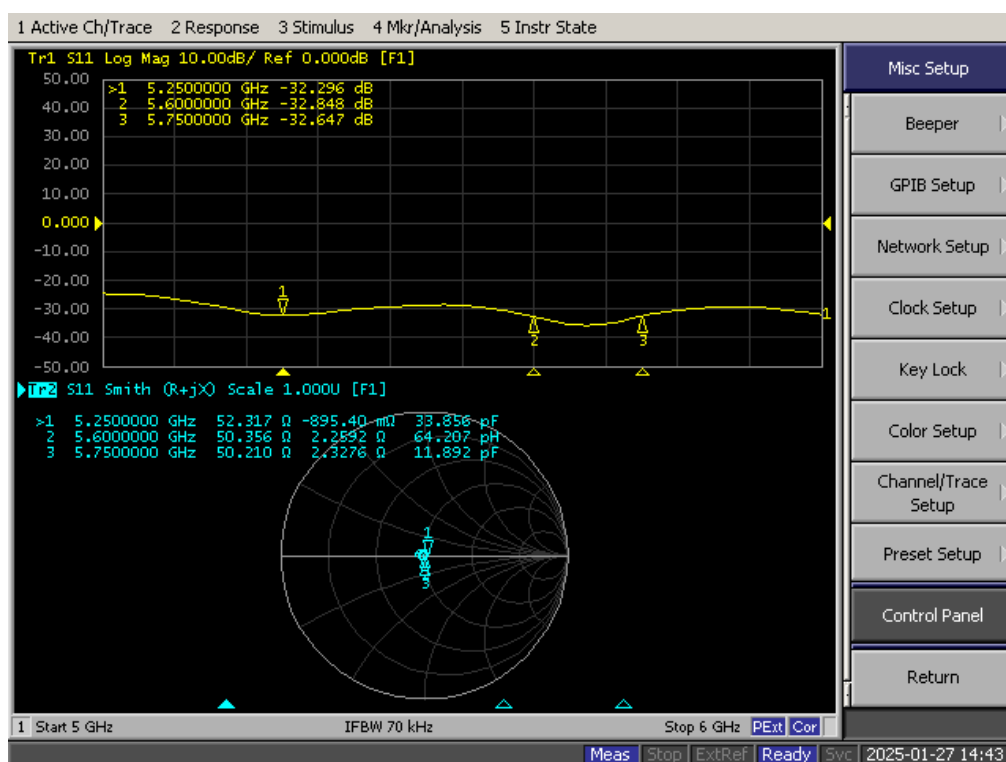 1 Active Ch/Trace 2 Response 3 Stimulus 4 Mkr/Analysis 5 Instr State
Tr1 S11 Log Mag 10.00dB/ Ref 0.000dB [F1]
50.00
>1 5.2500000 GHz -32.296 dB
2 5.6000000 GHz -32.848 dB
3 5.7500000 GHz -32.647 dB
40.00
30.00
20.00
10.00
0.000
-10.00
-20.00
-30.00
-40.00
-50.00
1
2
3
1
Tr2 S11 Smith (R+jX) Scale 1.000U [F1]
>1 5.2500000 GHz 52.317 Ω -895.40 mΩ 33.856 pF
2 5.6000000 GHz 50.356 Ω 2.2592 Ω 64.207 pH
3 5.7500000 GHz 50.210 Ω 2.3276 Ω 11.892 pF
1
3
1 Start 5 GHz IFBW 70 kHz Stop 6 GHz PExt Cor
Misc Setup
Beeper
GPIB Setup
Network Setup
Clock Setup
Key Lock
Color Setup
Channel/Trace
Setup
Preset Setup
Control Panel
Return
Meas Stop ExtRef Ready Svc 2025-01-27 14:43